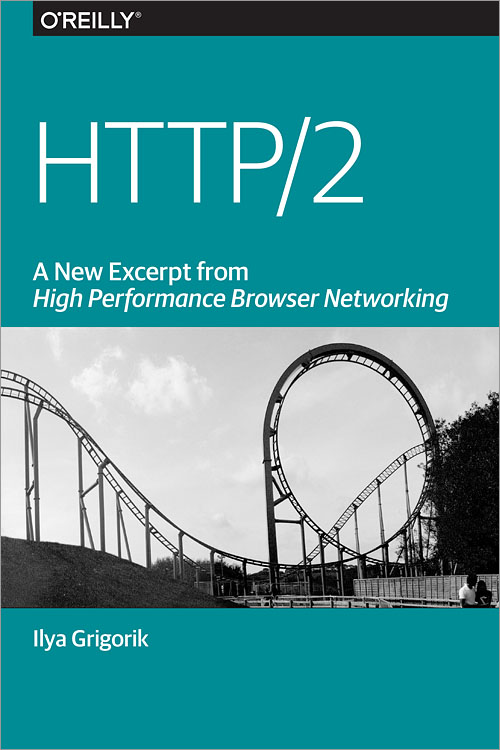 O'REILLY®
HTTP/2
A New Excerpt from
High Performance Browser Networking
Ilya Grigorik